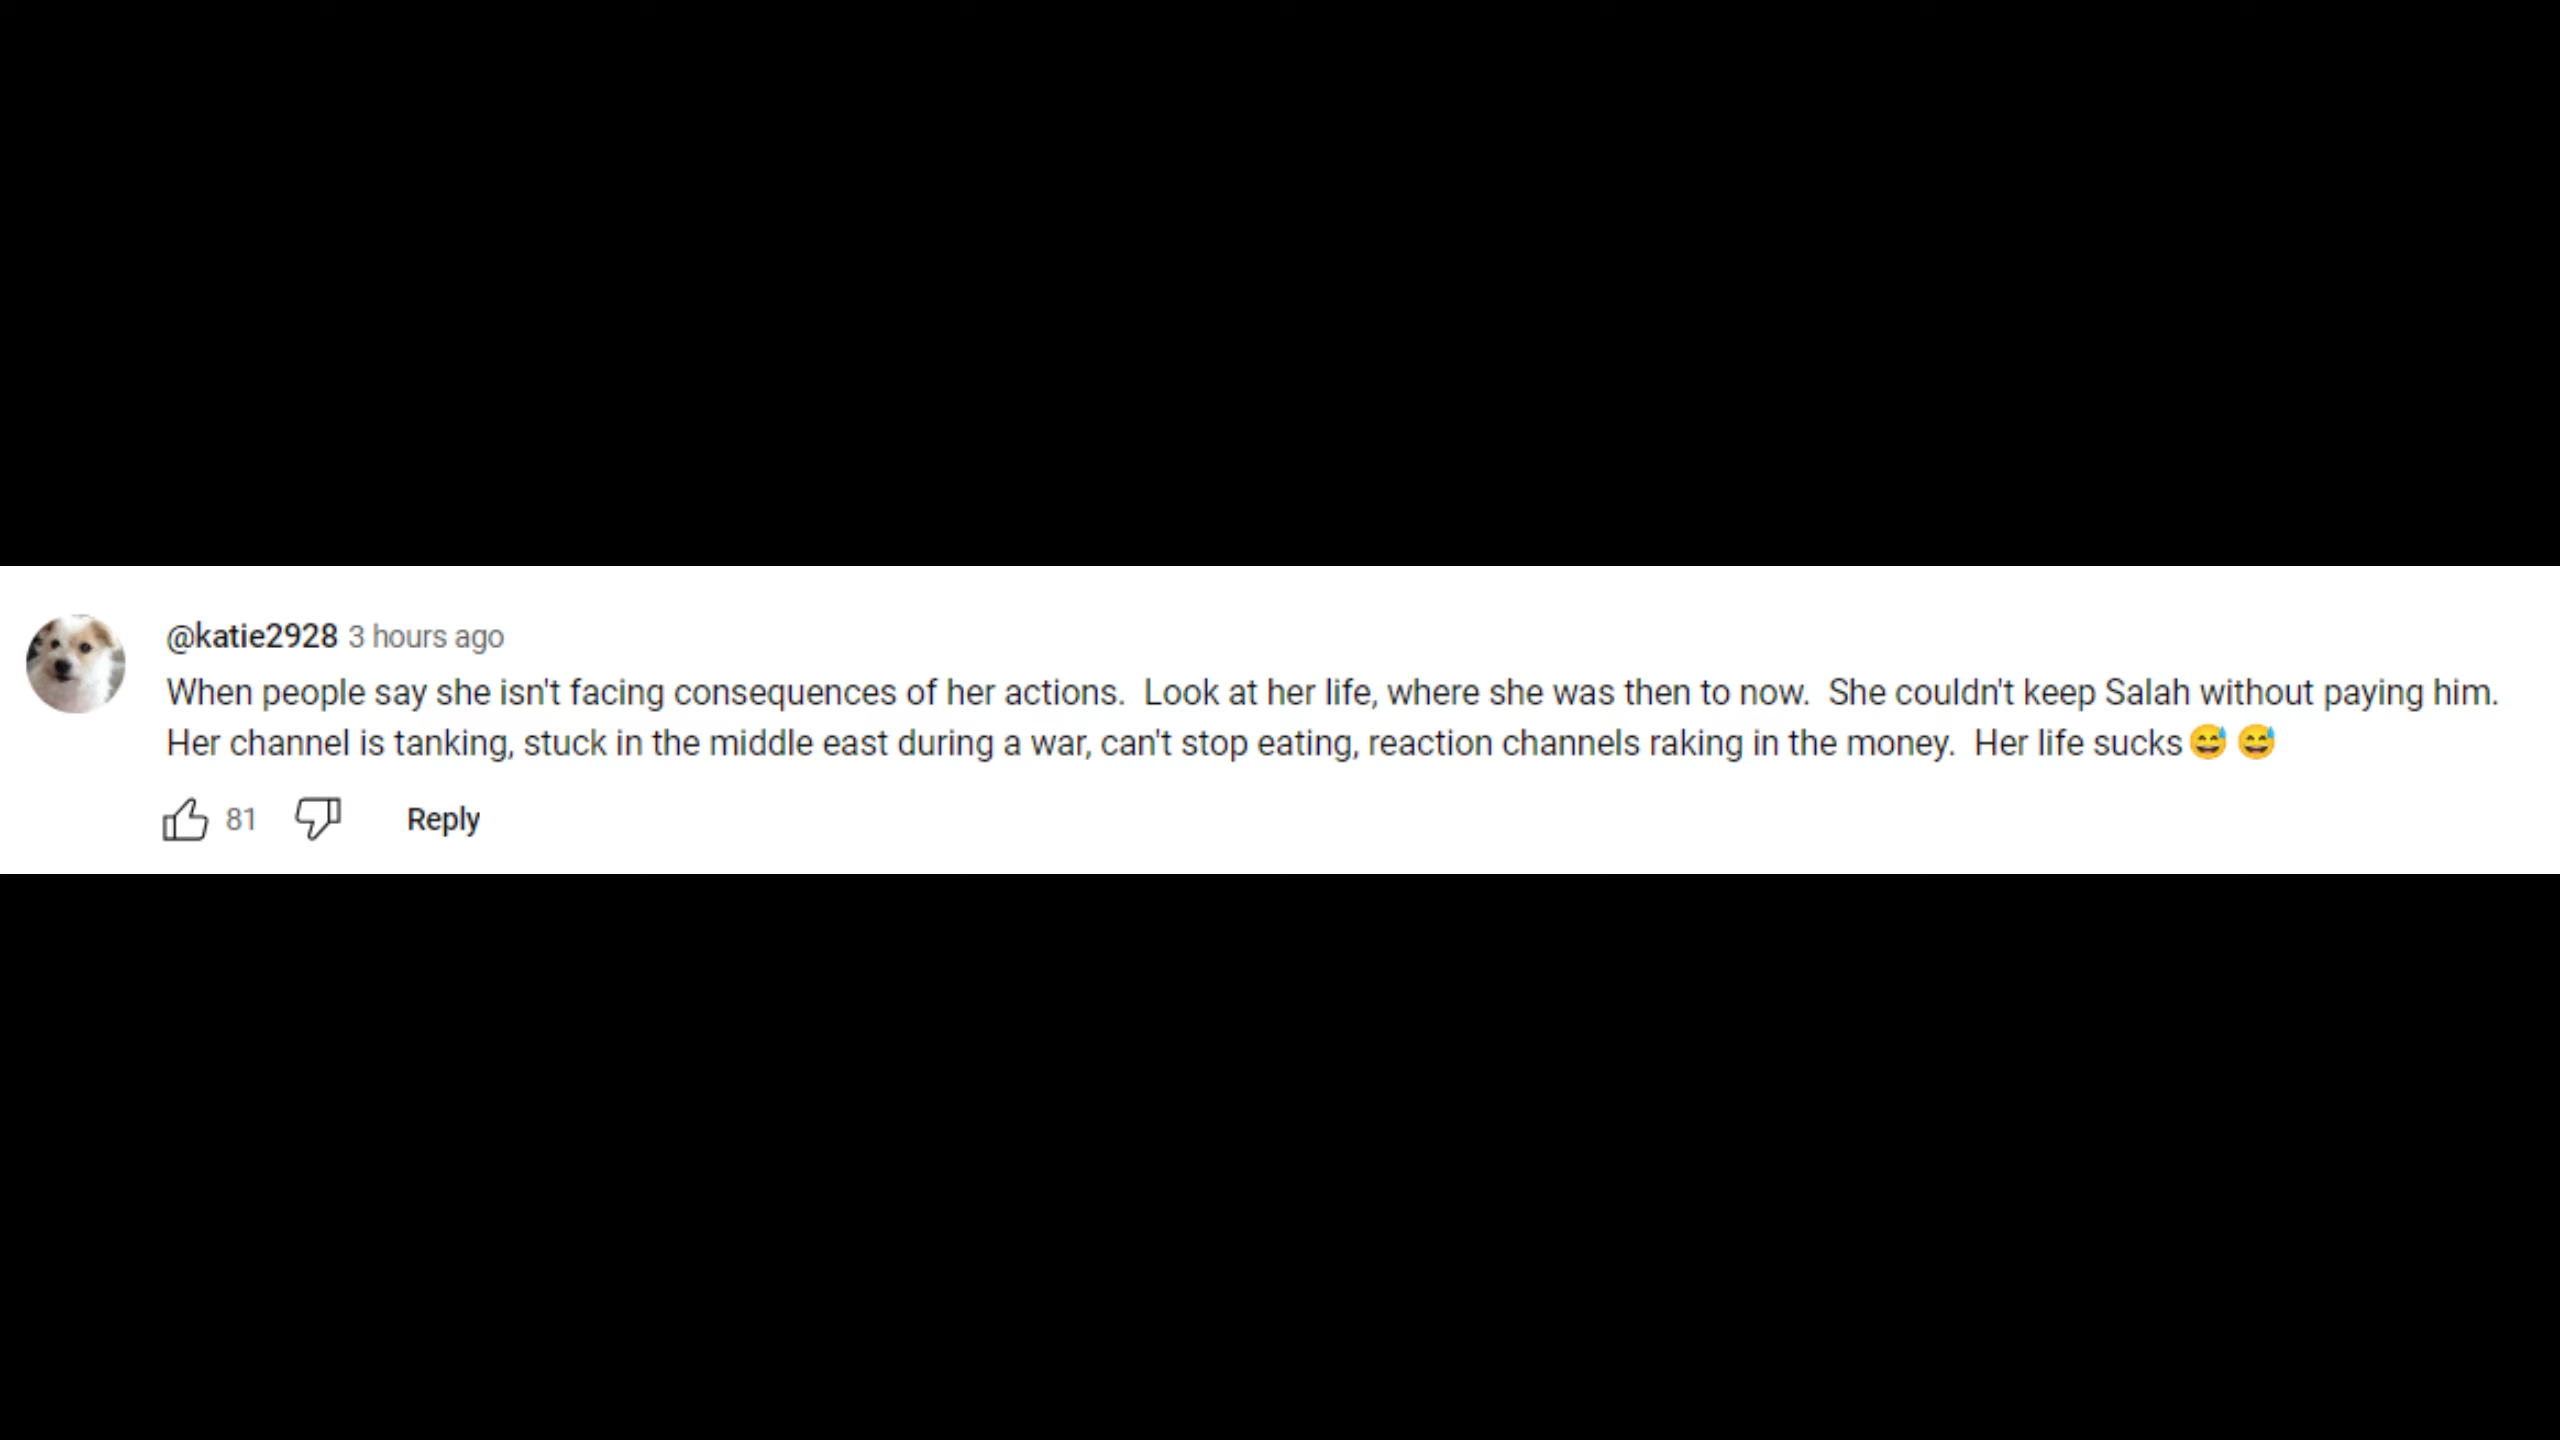 @katie2928 3 hours ago
When people say she isn't facing consequences of her actions.  Look at her life, where she was then to now.  She couldn't keep Salah without paying him.
Her channel is tanking, stuck in the middle east during a war, can't stop eating, reaction channels raking in the money.  Her life sucks😅 😅
81 Reply